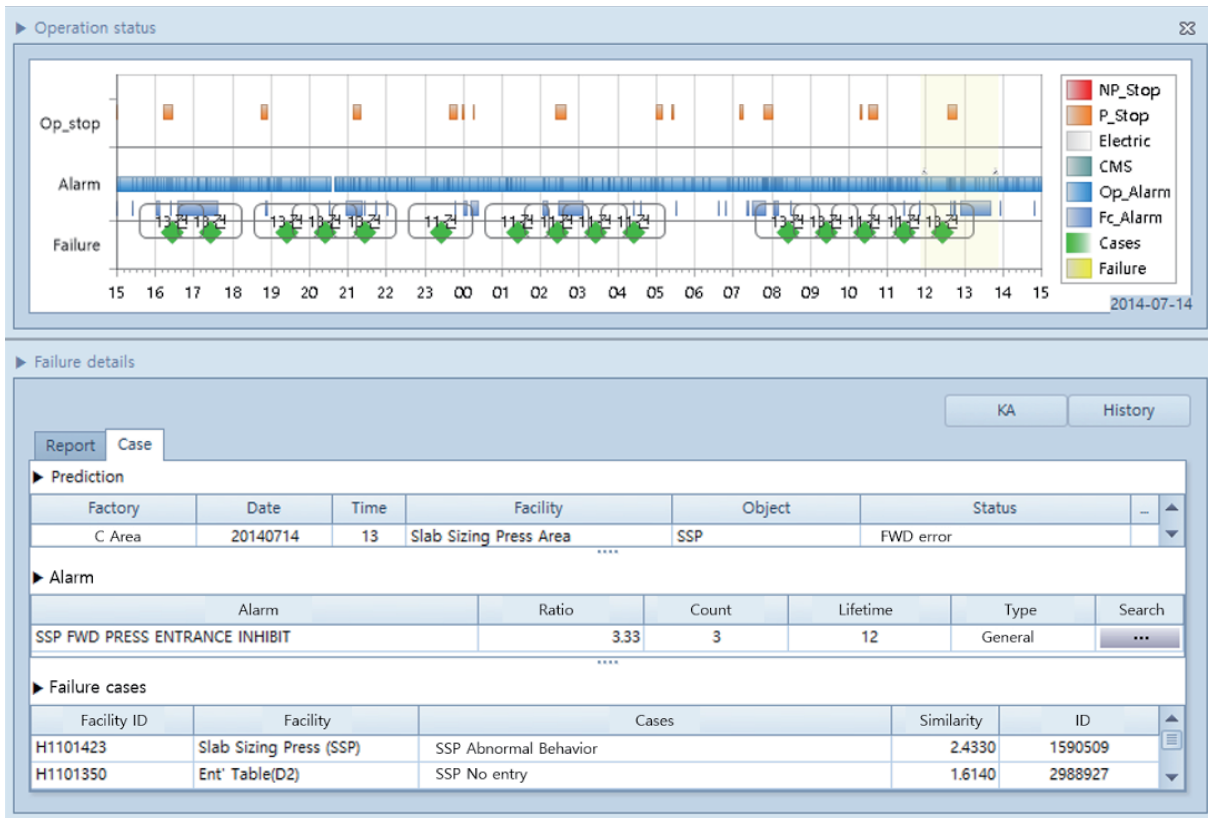 Operation status
NP_Stop
P_Stop
Electric
CMS
Op_Alarm
Fc_Alarm
Cases
Failure
Op_stop
Alarm
Failure
15 16 17 18 19 20 21 22 23 00 01 02 03 04 05 06 07 08 09 10 11 12 13 14 15
2014-07-14
Failure details
KA History
Report Case
Prediction
Factory Date Time Facility Object Status ...
C Area 20140714 13 Slab Sizing Press Area SSP FWD error
Alarm
Alarm Ratio Count Lifetime Type Search
SSP FWD PRESS ENTRANCE INHIBIT 3.33 3 12 General ...
Failure cases
Facility ID Facility Cases Similarity ID
H1101423 Slab Sizing Press (SSP) SSP Abnormal Behavior 2.4330 1590509
H1101350 Ent' Table(D2) SSP No entry 1.6140 2988927